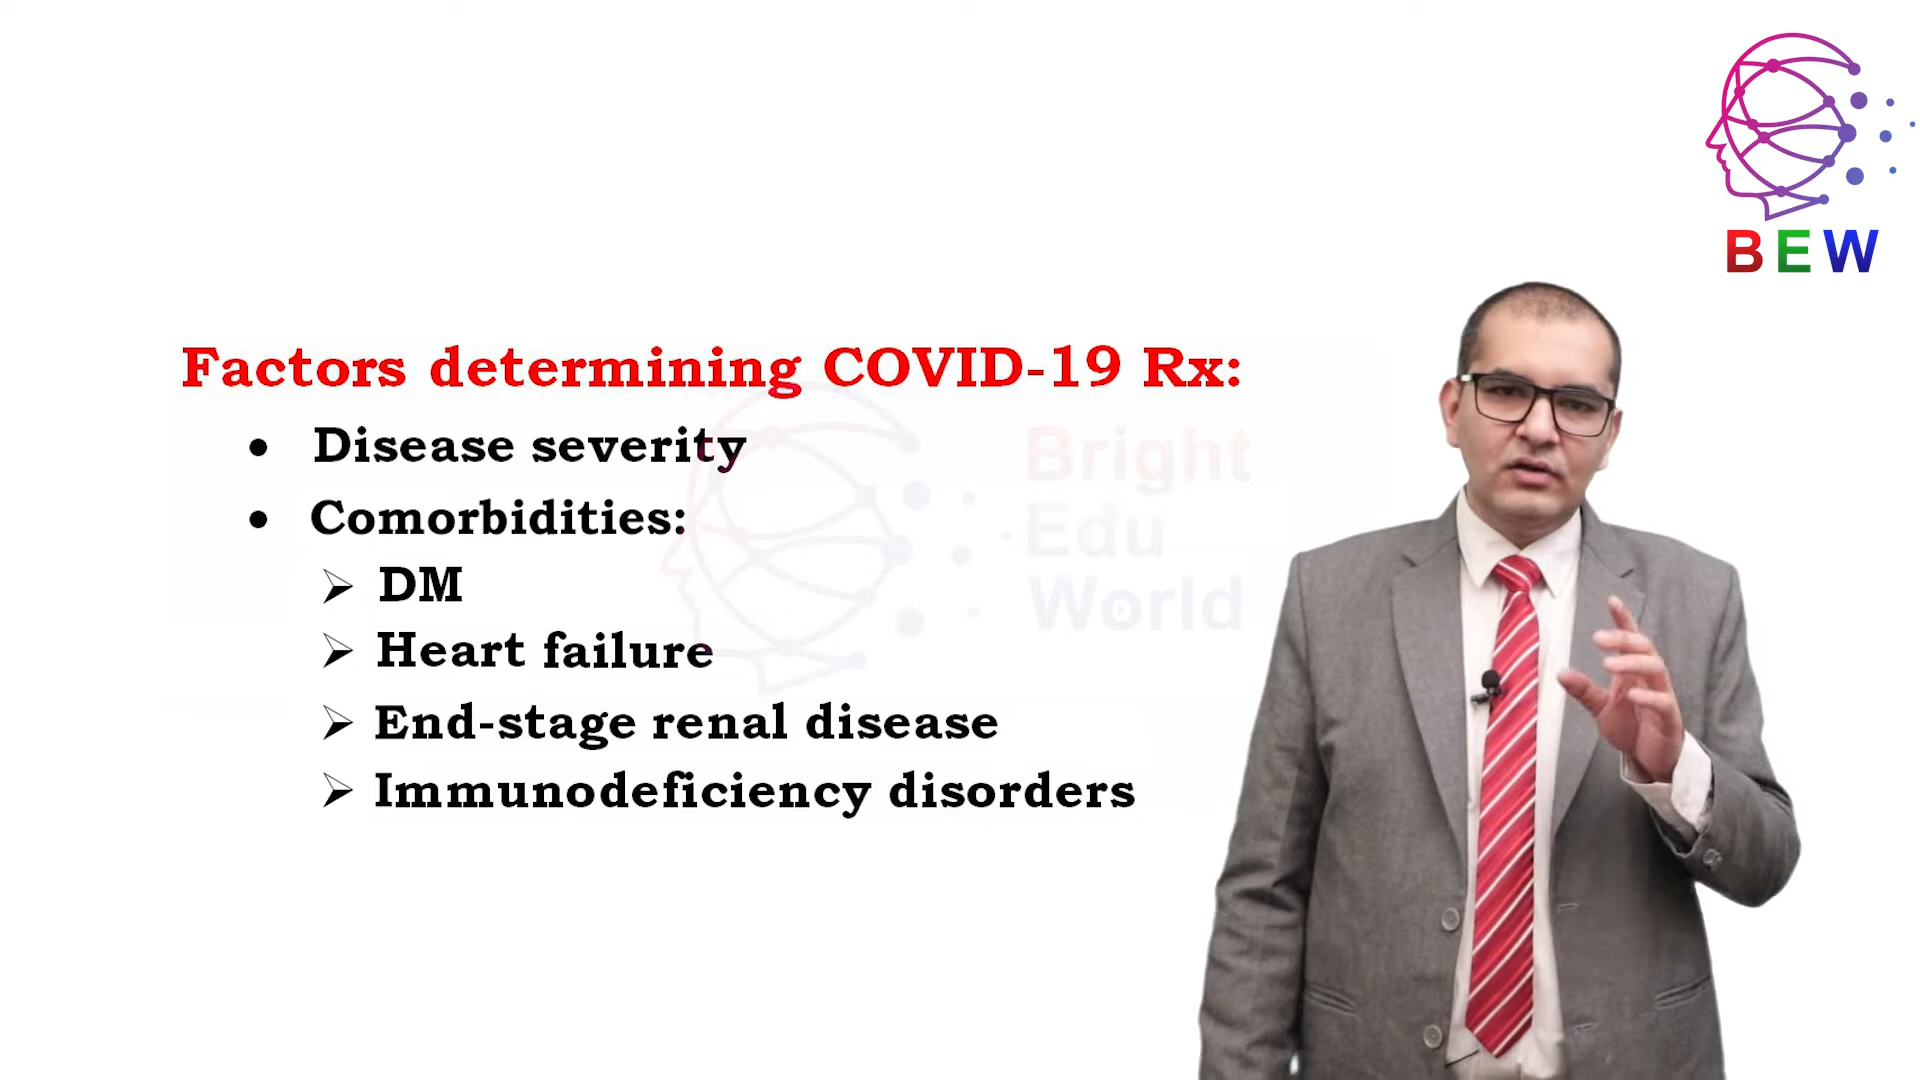 BEW
Factors determining COVID-19 Rx:
• Disease severity
• Comorbidities:
➢ DM
➢ Heart failure
➢ End-stage renal disease
➢ Immunodeficiency disorders
Bright
Edu
World